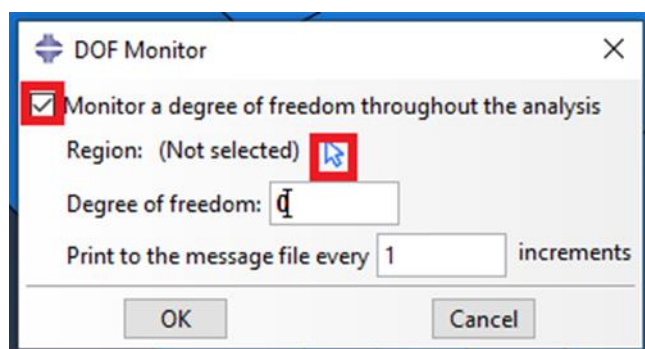 DOF Monitor
Monitor a degree of freedom throughout the analysis
Region: (Not selected)
Degree of freedom: 0
Print to the message file every 1 increments
OK Cancel